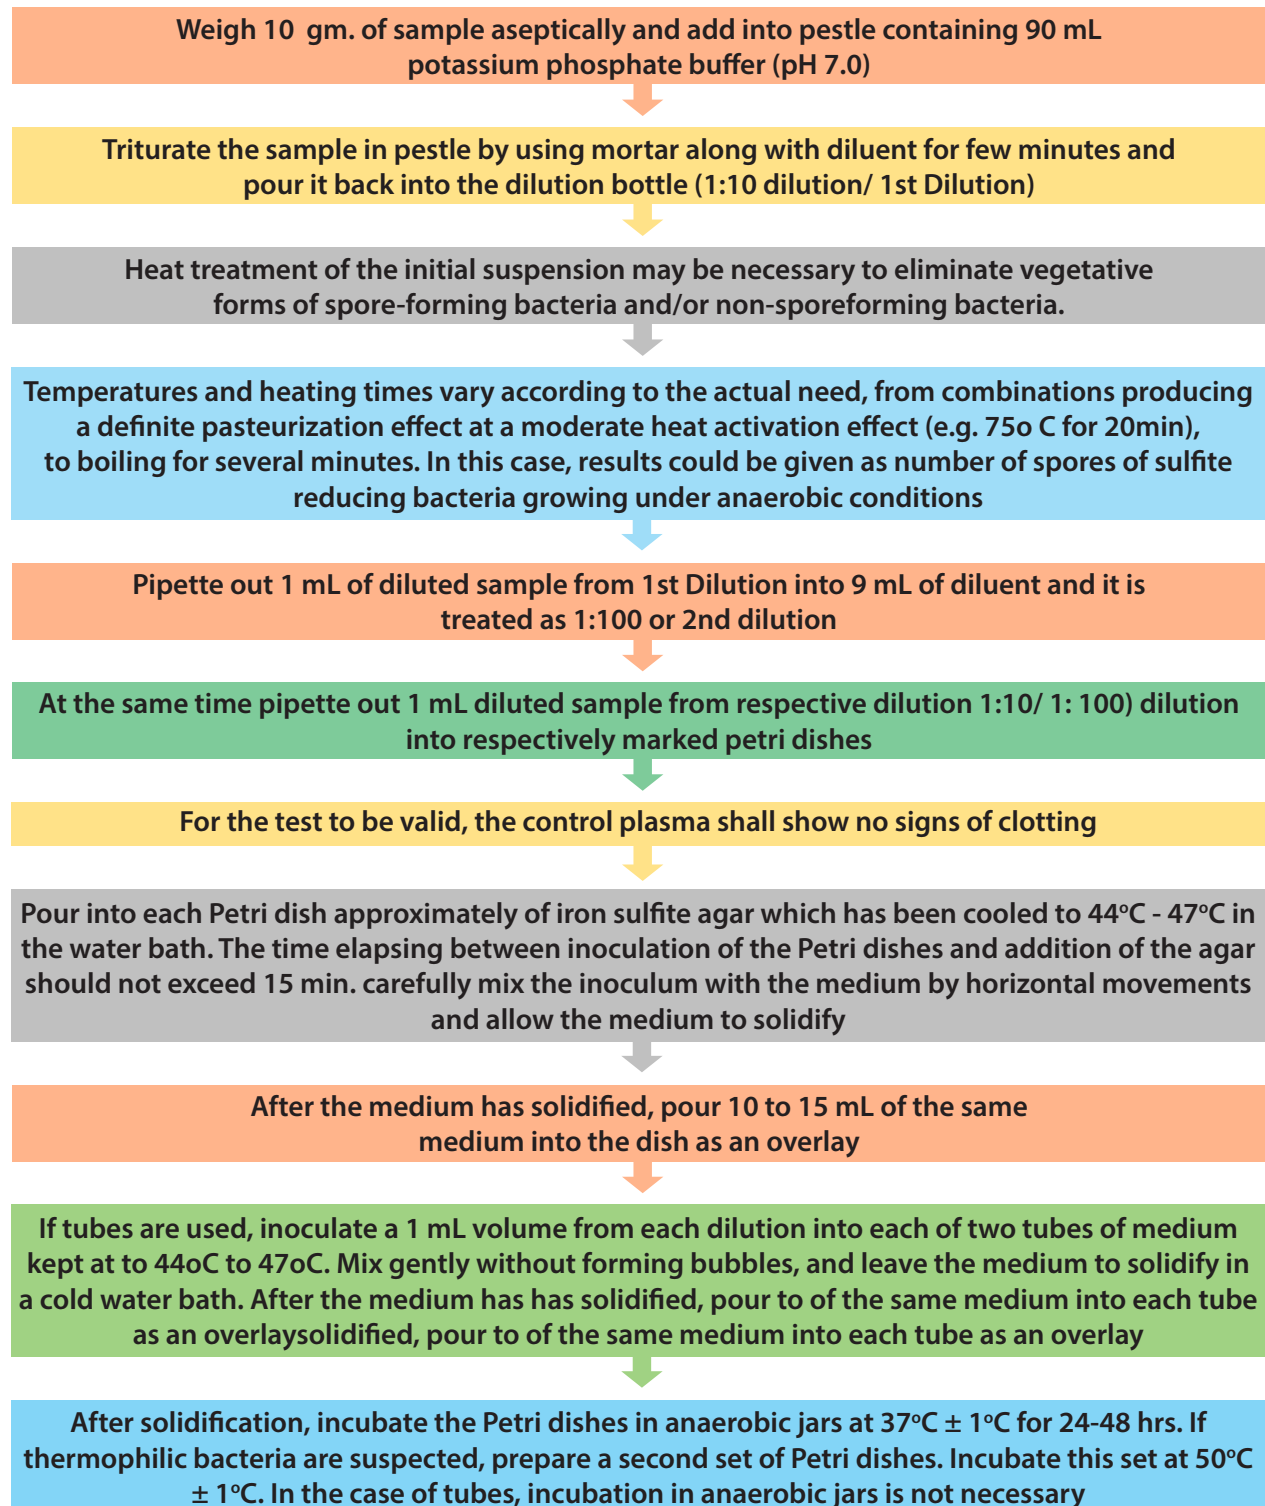 Weigh 10 gm. of sample aseptically and add into pestle containing 90 mL
potassium phosphate buffer (pH 7.0)
Triturate the sample in pestle by using mortar along with diluent for few minutes and
pour it back into the dilution bottle (1:10 dilution/ 1st Dilution)
Heat treatment of the initial suspension may be necessary to eliminate vegetative
forms of spore-forming bacteria and/or non-sporeforming bacteria.
Temperatures and heating times vary according to the actual need, from combinations producing
a definite pasteurization effect at a moderate heat activation effect (e.g. 75o C for 20min),
to boiling for several minutes. In this case, results could be given as number of spores of sulfite
reducing bacteria growing under anaerobic conditions
Pipette out 1 mL of diluted sample from 1st Dilution into 9 mL of diluent and it is
treated as 1:100 or 2nd dilution
At the same time pipette out 1 mL diluted sample from respective dilution 1:10/ 1: 100) dilution
into respectively marked petri dishes
For the test to be valid, the control plasma shall show no signs of clotting
Pour into each Petri dish approximately of iron sulfite agar which has been cooled to 44ºC - 47ºC in
the water bath. The time elapsing between inoculation of the Petri dishes and addition of the agar
should not exceed 15 min. carefully mix the inoculum with the medium by horizontal movements
and allow the medium to solidify
After the medium has solidified, pour 10 to 15 mL of the same
medium into the dish as an overlay
If tubes are used, inoculate a 1 mL volume from each dilution into each of two tubes of medium
kept at to 44oC to 47oC. Mix gently without forming bubbles, and leave the medium to solidify in
a cold water bath. After the medium has has solidified, pour to of the same medium into each tube
as an overlaysolidified, pour to of the same medium into each tube as an overlay
After solidification, incubate the Petri dishes in anaerobic jars at 37ºC ± 1ºC for 24-48 hrs. If
thermophilic bacteria are suspected, prepare a second set of Petri dishes. Incubate this set at 50ºC
± 1ºC. In the case of tubes, incubation in anaerobic jars is not necessary